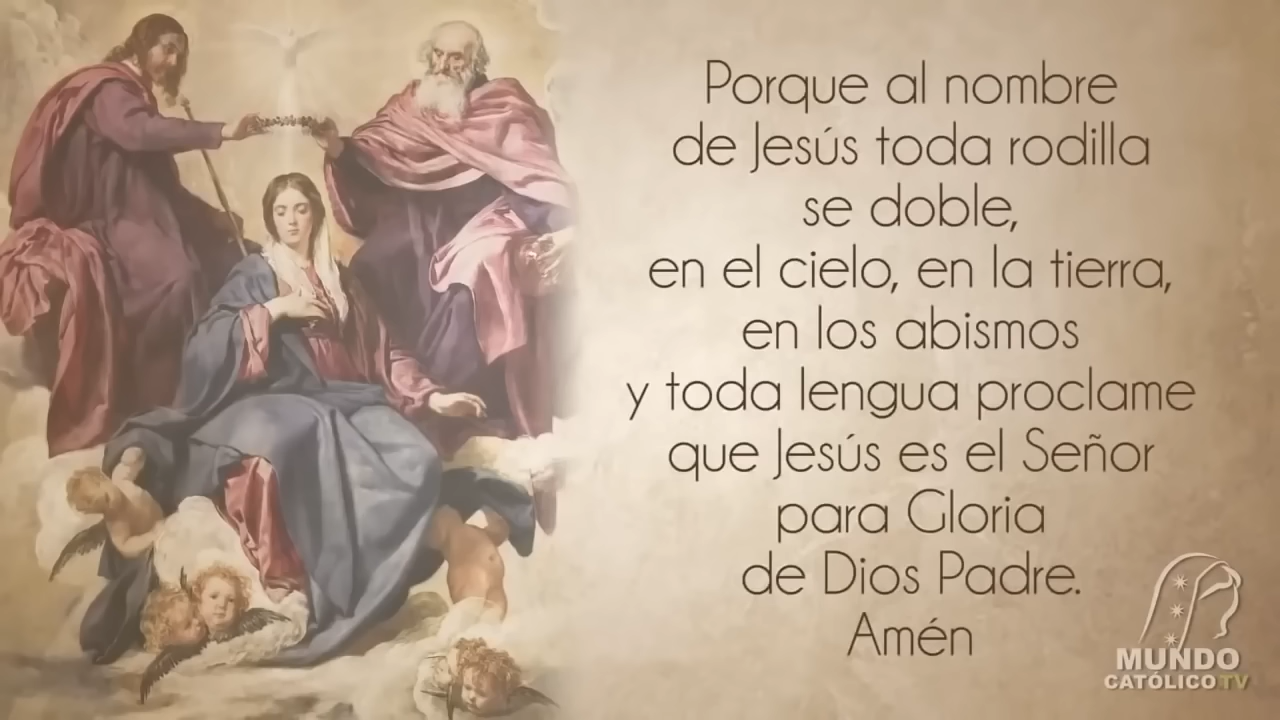 Porque al nombre
de Jesús toda rodilla
se doble,
en el cielo, en la tierra,
en los abismos
y toda lengua proclame
que Jesús es el Señor
para Gloria
de Dios Padre.
Amén
MUNDO
CATÓLICO.TV